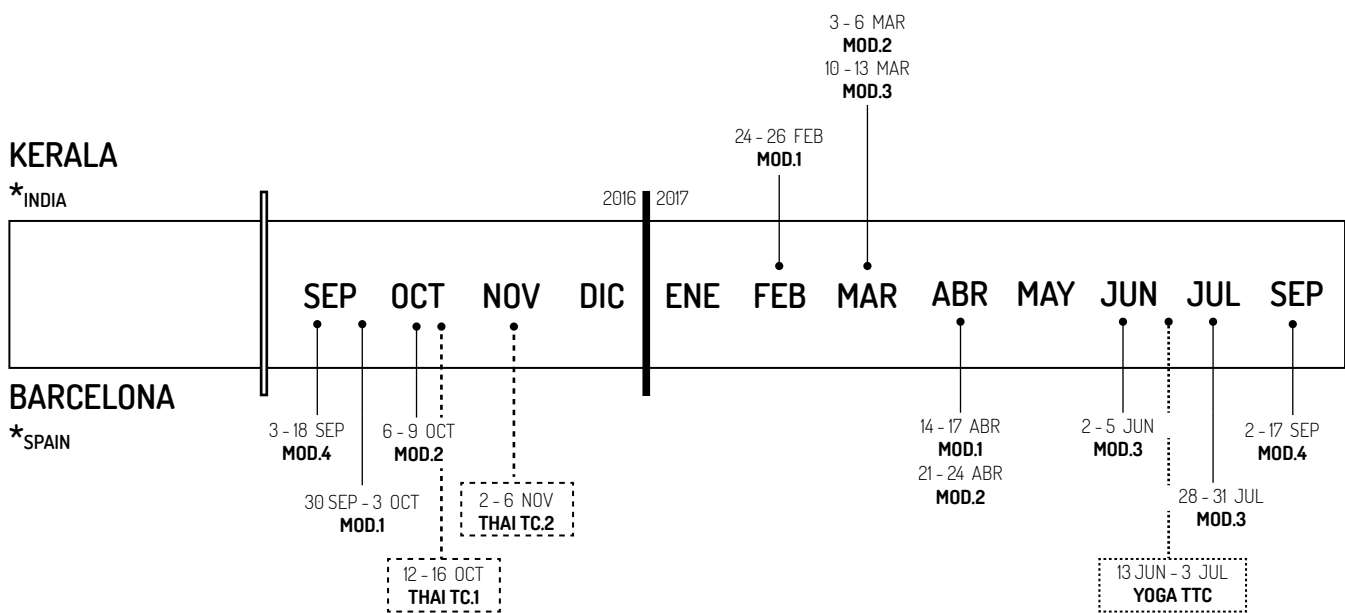 3 - 6 MAR
MOD.2
10 - 13 MAR
MOD.3
24 - 26 FEB
MOD.1
KERALA
*INDIA
2016 2017
SEP OCT NOV DIC ENE FEB MAR ABR MAY JUN JUL SEP
BARCELONA
*SPAIN
3 - 18 SEP
MOD.4
6 - 9 OCT
MOD.2
14 - 17 ABR
MOD.1
21 - 24 ABR
MOD.2
2 - 5 JUN
MOD.3
2 - 17 SEP
MOD.4
30 SEP - 3 OCT
MOD.1
2 - 6 NOV
THAI TC.2
28 - 31 JUL
MOD.3
12 - 16 OCT
THAI TC.1
13 JUN - 3 JUL
YOGA TTC